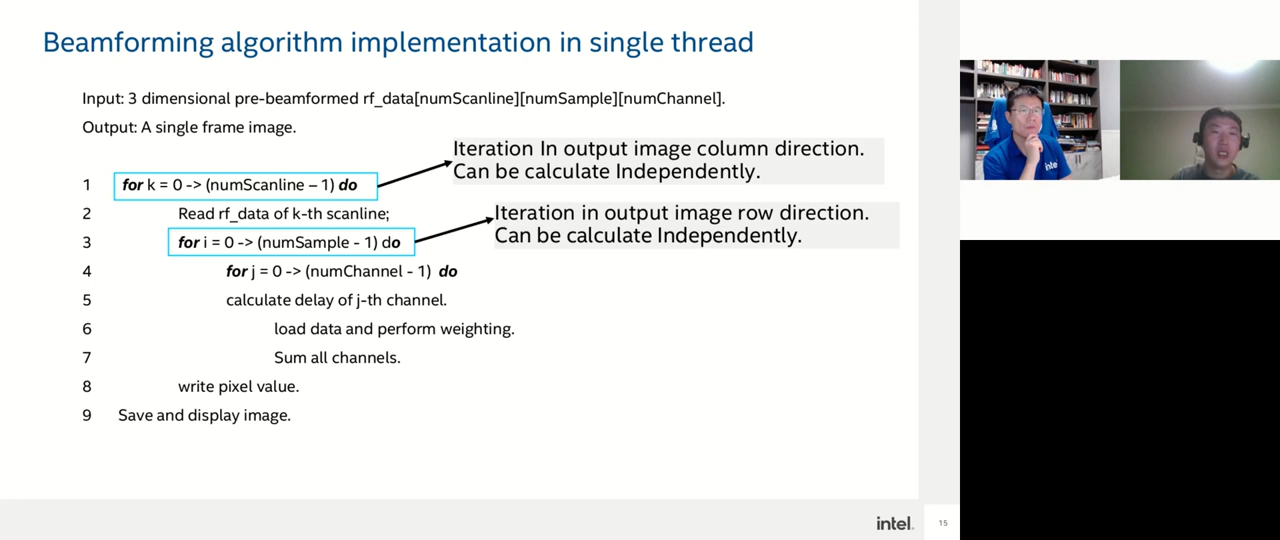 Beamforming algorithm implementation in single thread
Input: 3 dimensional pre-beamformed rf_data[numScanline][numSample][numChannel].
Output: A single frame image.
Iteration In output image column direction.
Can be calculate Independently.
1 for k = 0 -> (numScanline – 1) do
2 Read rf_data of k-th scanline;
Iteration in output image row direction.
Can be calculate Independently.
3 for i = 0 -> (numSample - 1) do
4 for j = 0 -> (numChannel - 1) do
5 calculate delay of j-th channel.
6 load data and perform weighting.
7 Sum all channels.
8 write pixel value.
9 Save and display image.
intel.
15